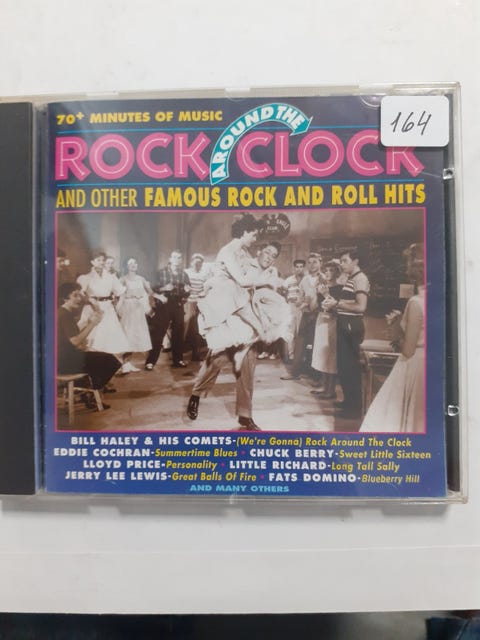 70+ MINUTES OF MUSIC
164
ROCK AROUND THE CLOCK
AND OTHER FAMOUS ROCK AND ROLL HITS
BILL HALEY & HIS COMETS-(We're Gonna) Rock Around The Clock
EDDIE COCHRAN-Summertime Blues • CHUCK BERRY-Sweet Little Sixteen
LLOYD PRICE-Personality • LITTLE RICHARD-Long Tall Sally
JERRY LEE LEWIS-Great Balls Of Fire • FATS DOMINO-Blueberry Hill
AND MANY OTHERS